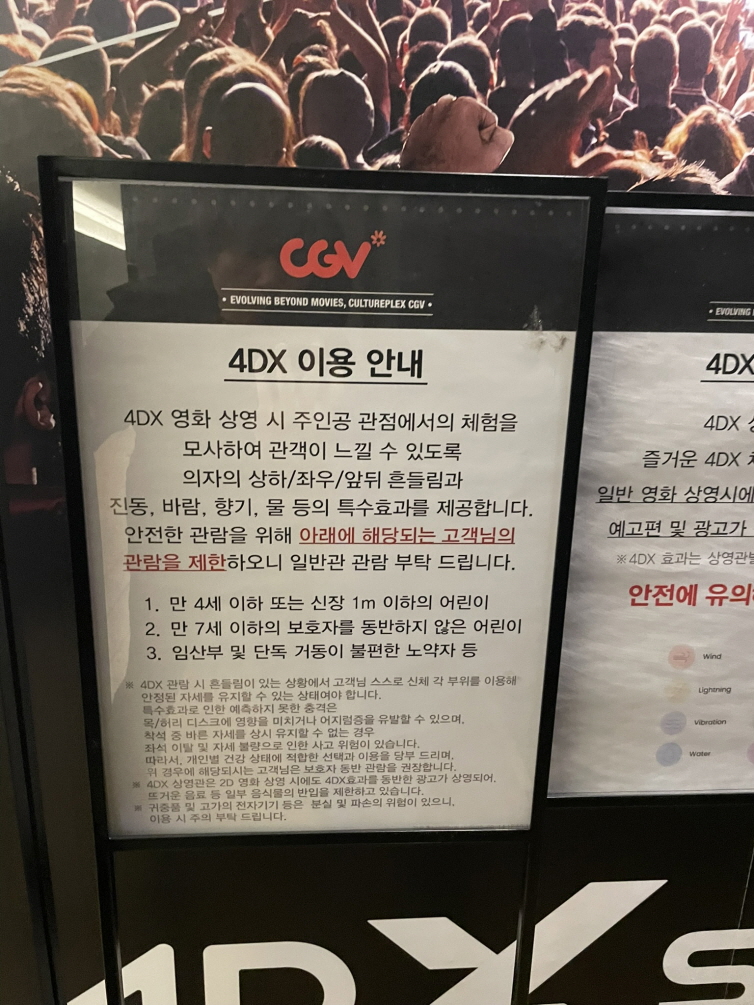 CGV
• EVOLVING BEYOND MOVIES, CULTUREPLEX CGV •
4DX 이용 안내
4DX 영화 상영 시 주인공 관점에서의 체험을
모사하여 관객이 느낄 수 있도록
의자의 상하/좌우/앞뒤 흔들림과
진동, 바람, 향기, 물 등의 특수효과를 제공합니다.
안전한 관람을 위해 아래에 해당되는 고객님의
관람을 제한하오니 일반관 관람 부탁 드립니다.
1. 만 4세 이하 또는 신장 1m 이하의 어린이
2. 만 7세 이하의 보호자를 동반하지 않은 어린이
3. 임산부 및 단독 거동이 불편한 노약자 등
※ 4DX 관람 시 흔들림이 있는 상황에서 고객님 스스로 신체 각 부위를 이용해
안정된 자세를 유지할 수 있는 상태여야 합니다.
특수효과로 인한 예측하지 못한 충격은
목/허리 디스크에 영향을 미치거나 어지럼증을 유발할 수 있으며,
착석 중 바른 자세를 상시 유지할 수 없는 경우
좌석 이탈 및 자세 불량으로 인한 사고 위험이 있습니다.
따라서, 개인별 건강 상태에 적합한 선택과 이용을 당부 드리며,
위 경우에 해당되시는 고객님은 보호자 동반 관람을 권장합니다.
※ 4DX 상영관은 2D 영화 상영 시에도 4DX효과를 동반한 광고가 상영되어,
뜨거운 음료 등 일부 음식물의 반입을 제한하고 있습니다.
※ 귀중품 및 고가의 전자기기 등은 분실 및 파손의 위험이 있으니,
이용 시 주의 부탁 드립니다.
• EVOLVING
4DX
4DX 상
즐거운 4DX 체
일반 영화 상영시에
예고편 및 광고가
※4DX 효과는 상영관별
안전에 유의
Wind
Lightning
Vibration
Water
4DX S